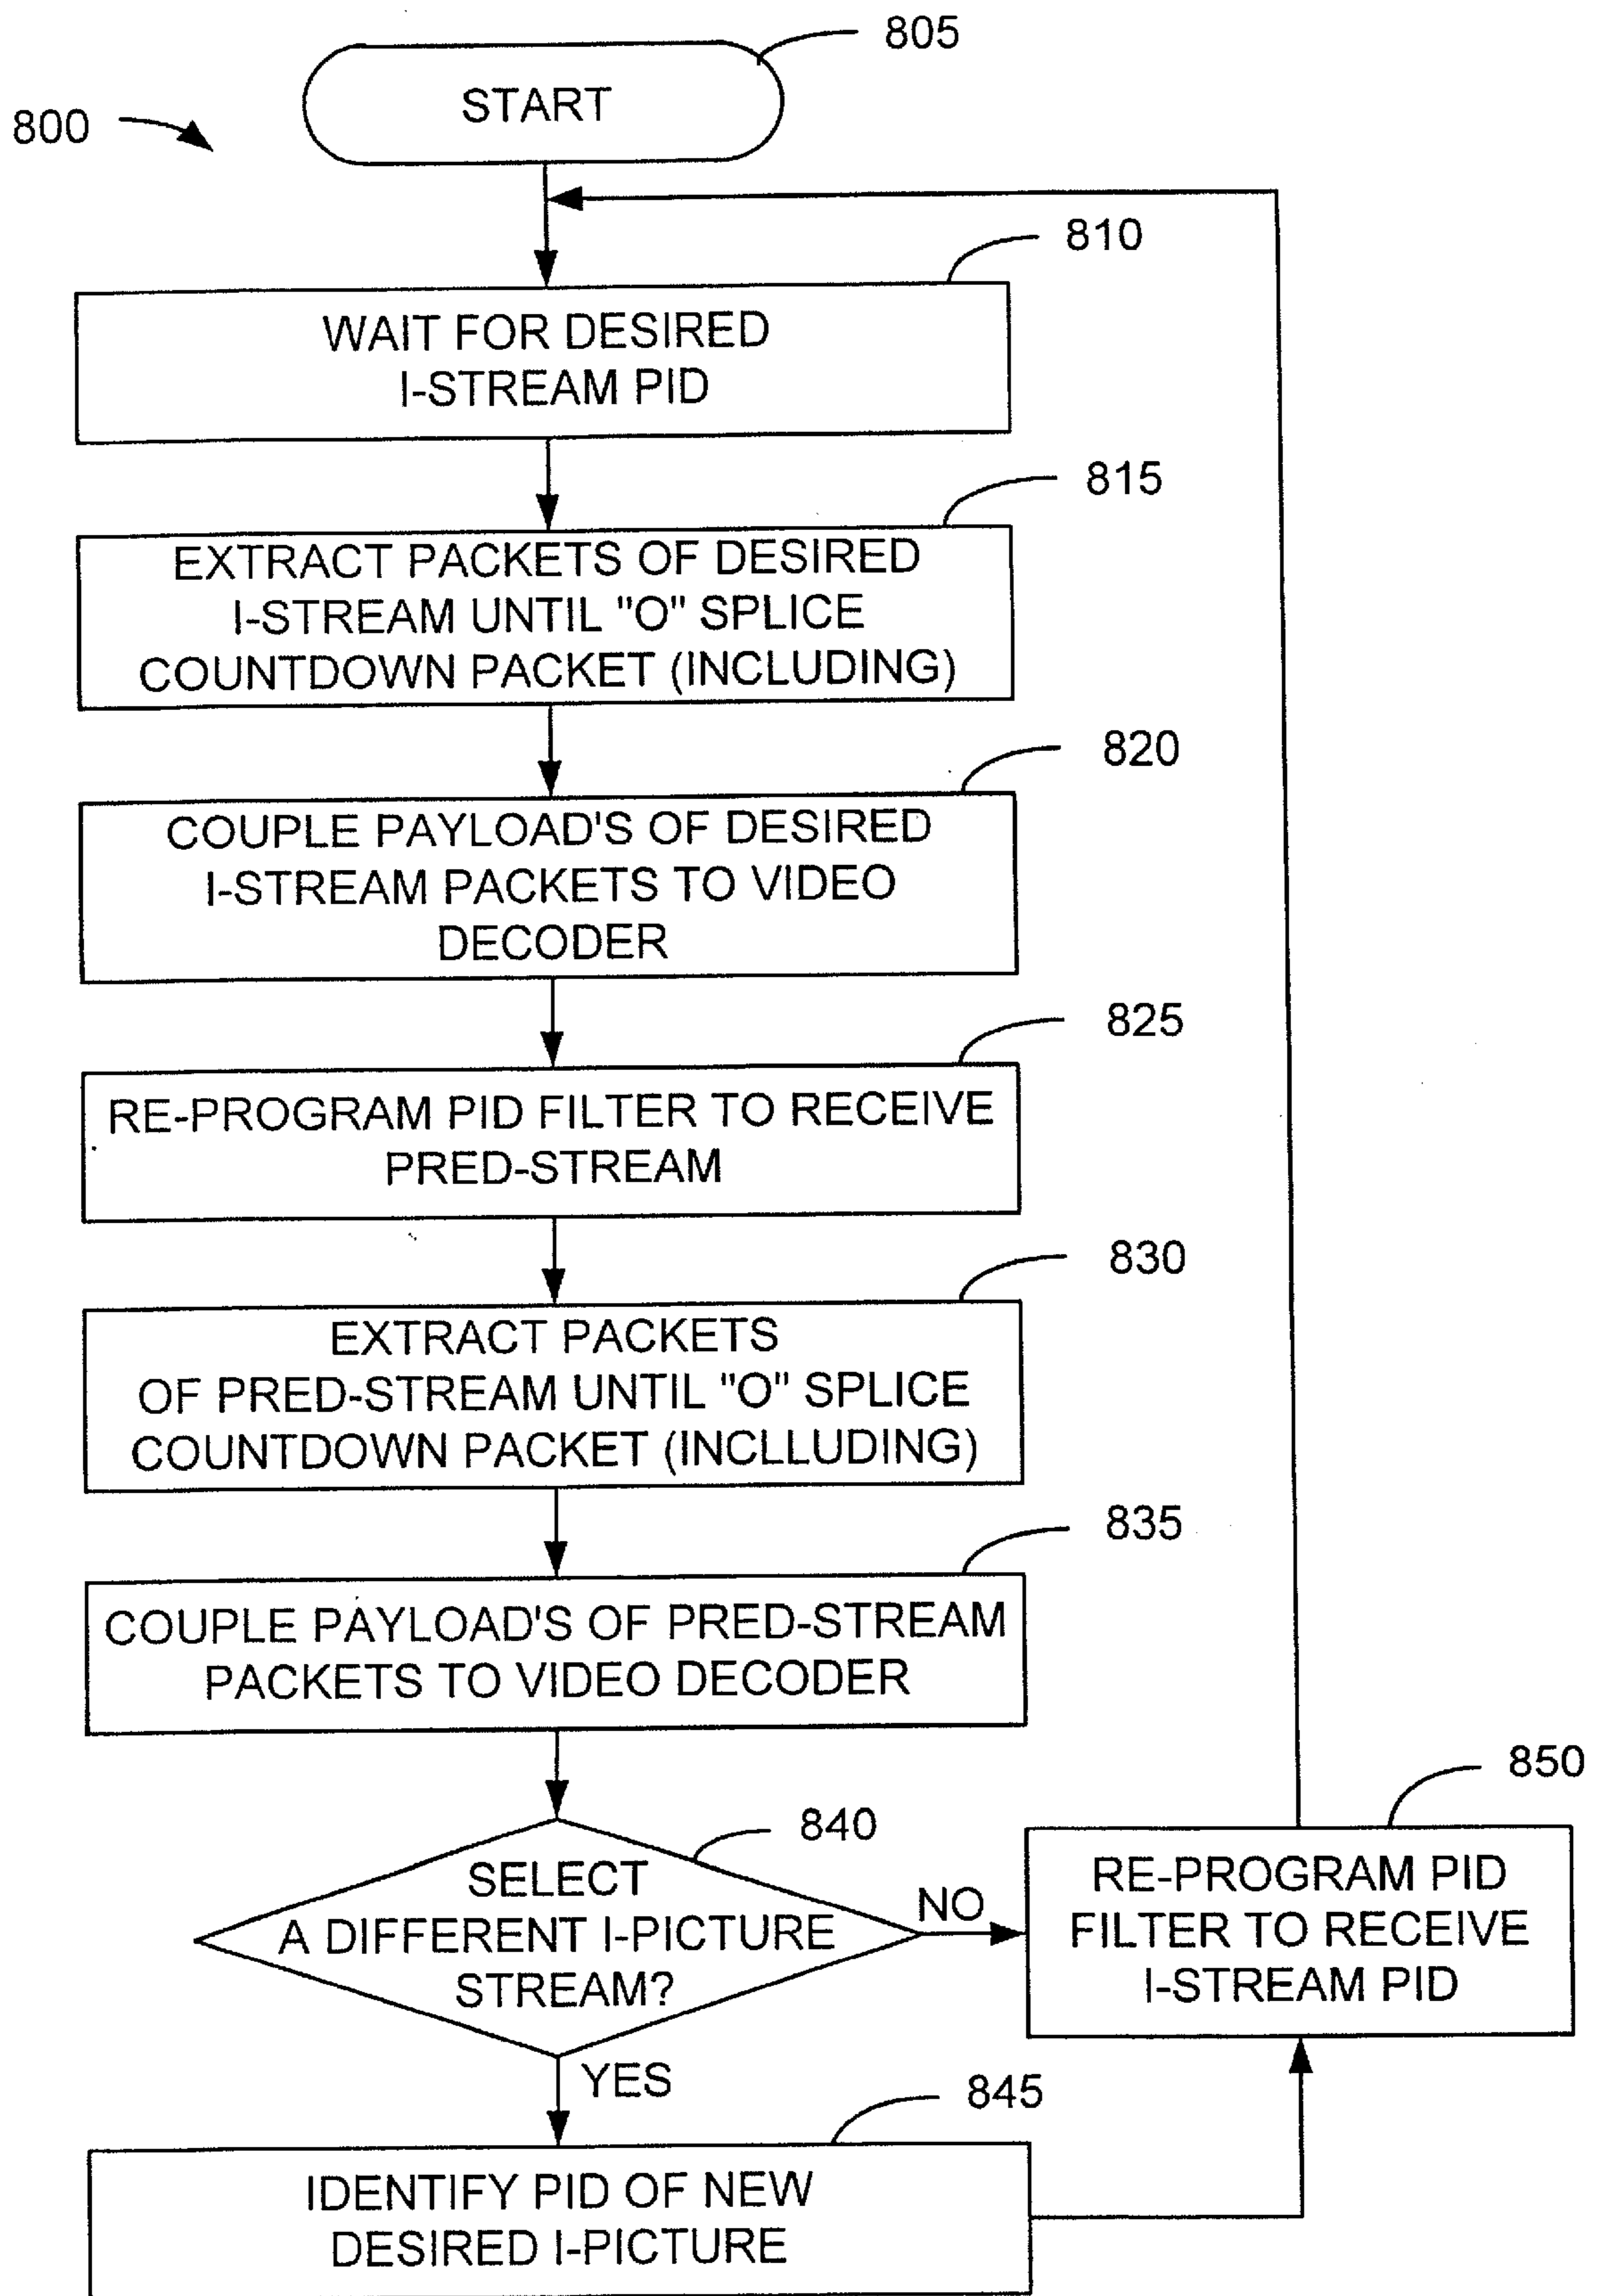 805
START
800
810
WAIT FOR DESIRED
I-STREAM PID
815
EXTRACT PACKETS OF DESIRED
I-STREAM UNTIL "O" SPLICE
COUNTDOWN PACKET (INCLUDING)
820
COUPLE PAYLOAD'S OF DESIRED
I-STREAM PACKETS TO VIDEO
DECODER
825
RE-PROGRAM PID FILTER TO RECEIVE
PRED-STREAM
830
EXTRACT PACKETS
OF PRED-STREAM UNTIL "O" SPLICE
COUNTDOWN PACKET (INCLLUDING)
835
COUPLE PAYLOAD'S OF PRED-STREAM
PACKETS TO VIDEO DECODER
840
SELECT
A DIFFERENT I-PICTURE
STREAM?
NO
850
RE-PROGRAM PID
FILTER TO RECEIVE
I-STREAM PID
YES
845
IDENTIFY PID OF NEW
DESIRED I-PICTURE